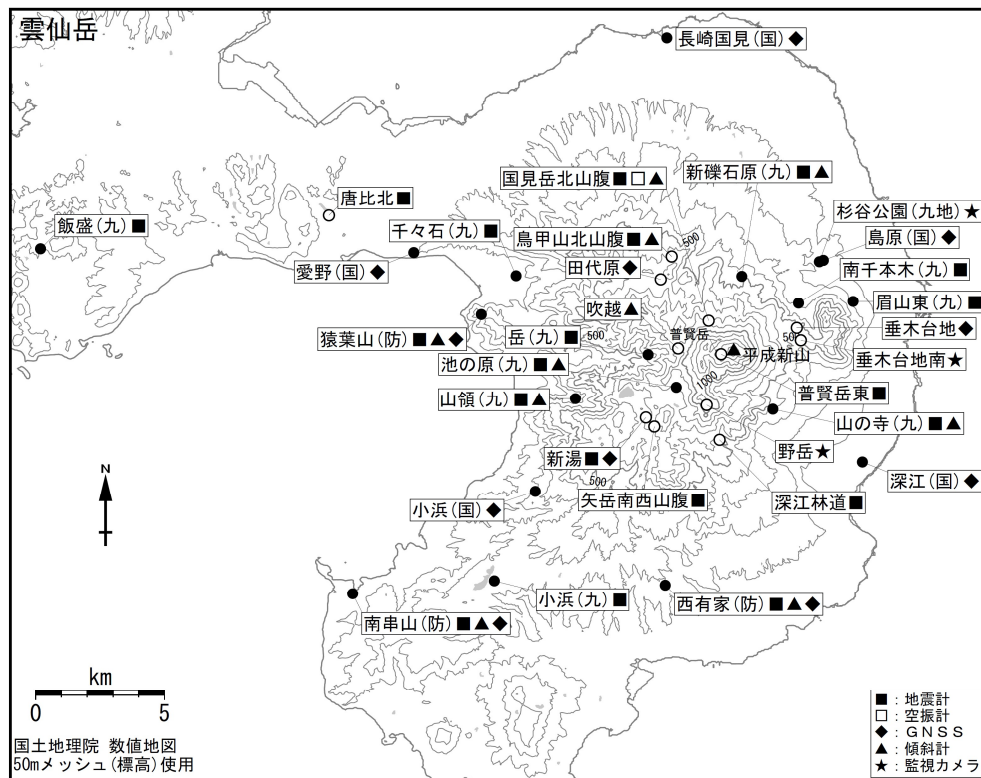 雲仙岳
長崎国見(国)◆
国見岳北山腹■□▲
新礫石原(九)■▲
唐比北■
杉谷公園(九地)★
飯盛(九)■
千々石(九)■
鳥甲山北山腹■▲
500
島原(国)◆
愛野(国)◆
田代原◆
南千本木(九)■
吹越▲
眉山東(九)■
猿葉山(防)■▲◆
岳(九)■
500
普賢岳
500
垂木台地◆
池の原(九)■▲
平成新山
垂木台地南★
山領(九)■▲
1000
普賢岳東■
山の寺(九)■▲
新湯■◆
野岳★
500
小浜(国)◆
矢岳南西山腹■
深江林道■
深江(国)◆
N
小浜(九)■
西有家(防)■▲◆
南串山(防)■▲◆
km
0 5
国土地理院 数値地図
50mメッシュ(標高)使用
■:地震計
□:空振計
◆:GNSS
▲:傾斜計
★:監視カメラ